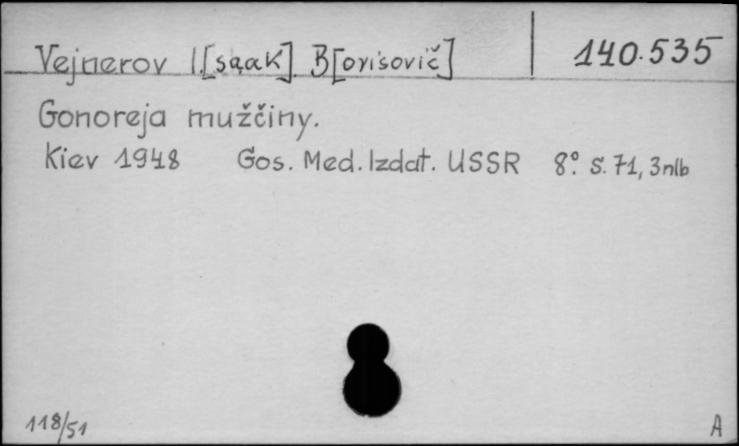 Vejnerov I[saak] B[orisovič] 140.535
Gonoreja mužčiny.
Kiev 1948 Gos. Med. Izdat. USSR 8° S. 71, 3nlb
118/51 A